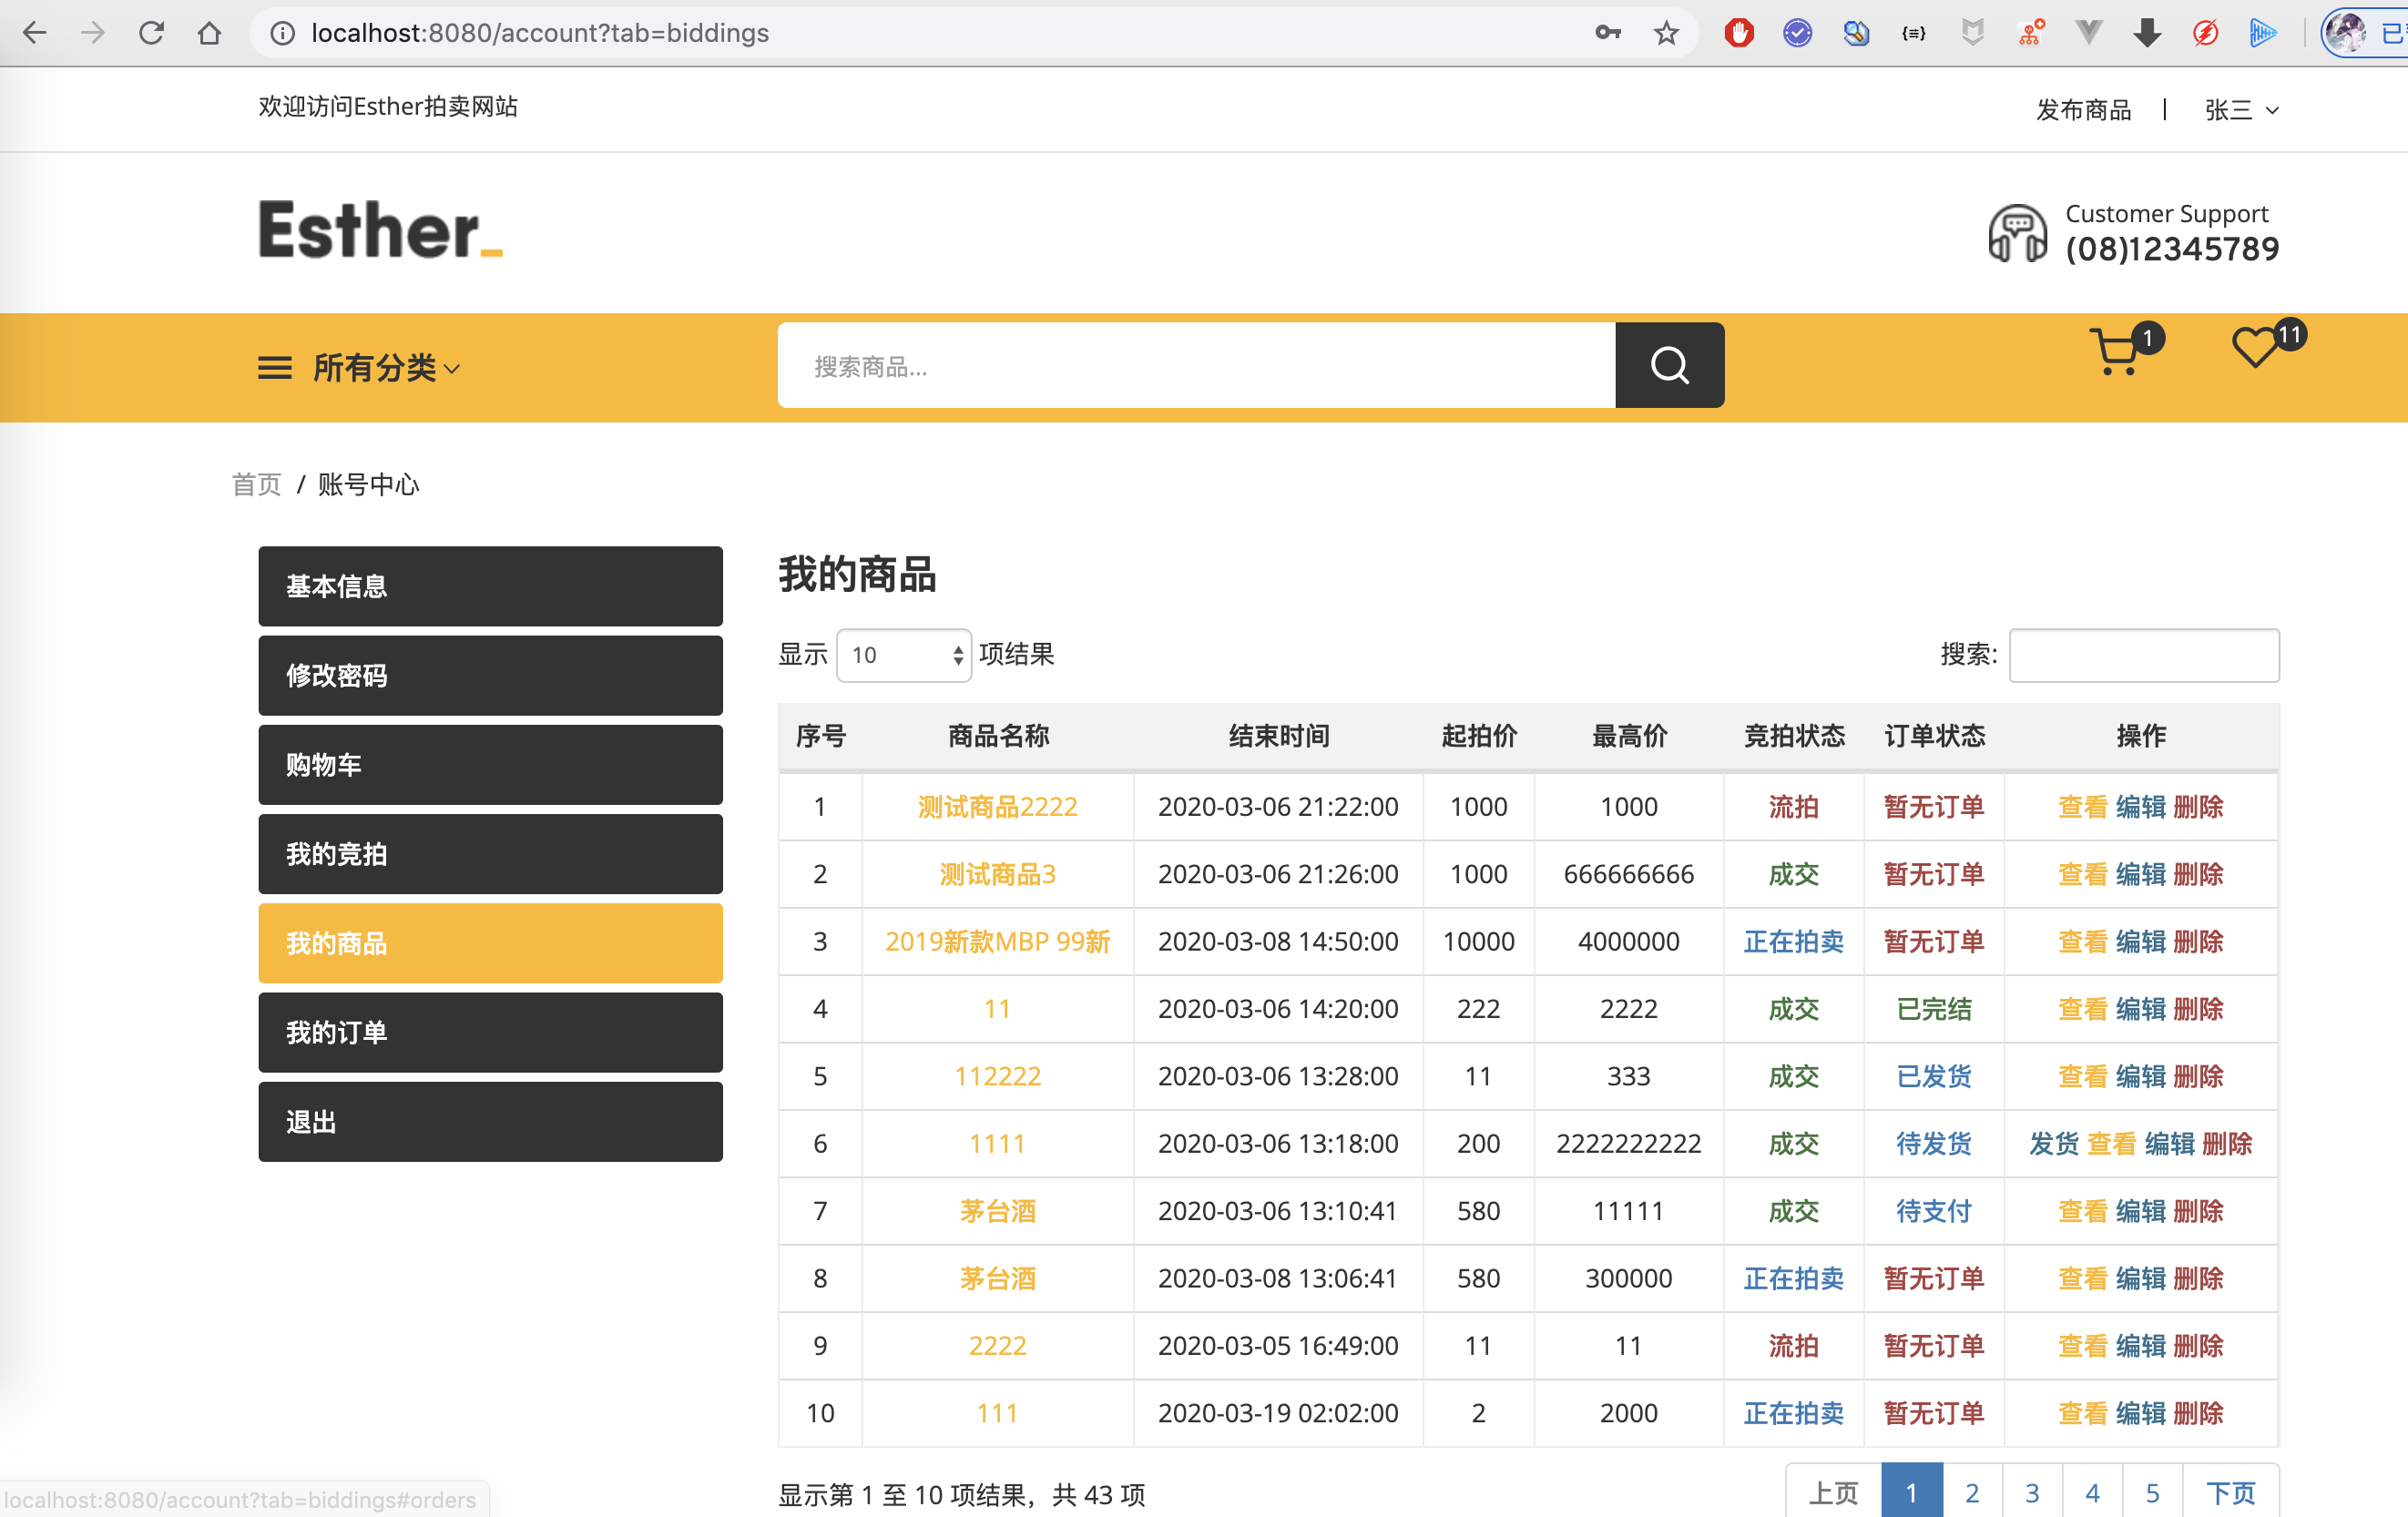 localhost:8080/account?tab=biddings
欢迎访问Esther拍卖网站
发布商品 | 张三
Esther_
Customer Support
(08)12345789
所有分类
搜索商品...
1
11
首页 / 账号中心
基本信息
修改密码
购物车
我的竞拍
我的商品
我的订单
退出
我的商品
显示 10 项结果
搜索:
序号 商品名称 结束时间 起拍价 最高价 竞拍状态 订单状态 操作
1 测试商品2222 2020-03-06 21:22:00 1000 1000 流拍 暂无订单 查看 编辑 删除
2 测试商品3 2020-03-06 21:26:00 1000 666666666 成交 暂无订单 查看 编辑 删除
3 2019新款MBP 99新 2020-03-08 14:50:00 10000 4000000 正在拍卖 暂无订单 查看 编辑 删除
4 11 2020-03-06 14:20:00 222 2222 成交 已完结 查看 编辑 删除
5 112222 2020-03-06 13:28:00 11 333 成交 已发货 查看 编辑 删除
6 1111 2020-03-06 13:18:00 200 2222222222 成交 待发货 发货 查看 编辑 删除
7 茅台酒 2020-03-06 13:10:41 580 11111 成交 待支付 查看 编辑 删除
8 茅台酒 2020-03-08 13:06:41 580 300000 正在拍卖 暂无订单 查看 编辑 删除
9 2222 2020-03-05 16:49:00 11 11 流拍 暂无订单 查看 编辑 删除
10 111 2020-03-19 02:02:00 2 2000 正在拍卖 暂无订单 查看 编辑 删除
显示第 1 至 10 项结果，共 43 项
上页 1 2 3 4 5 下页
localhost:8080/account?tab=biddings#orders